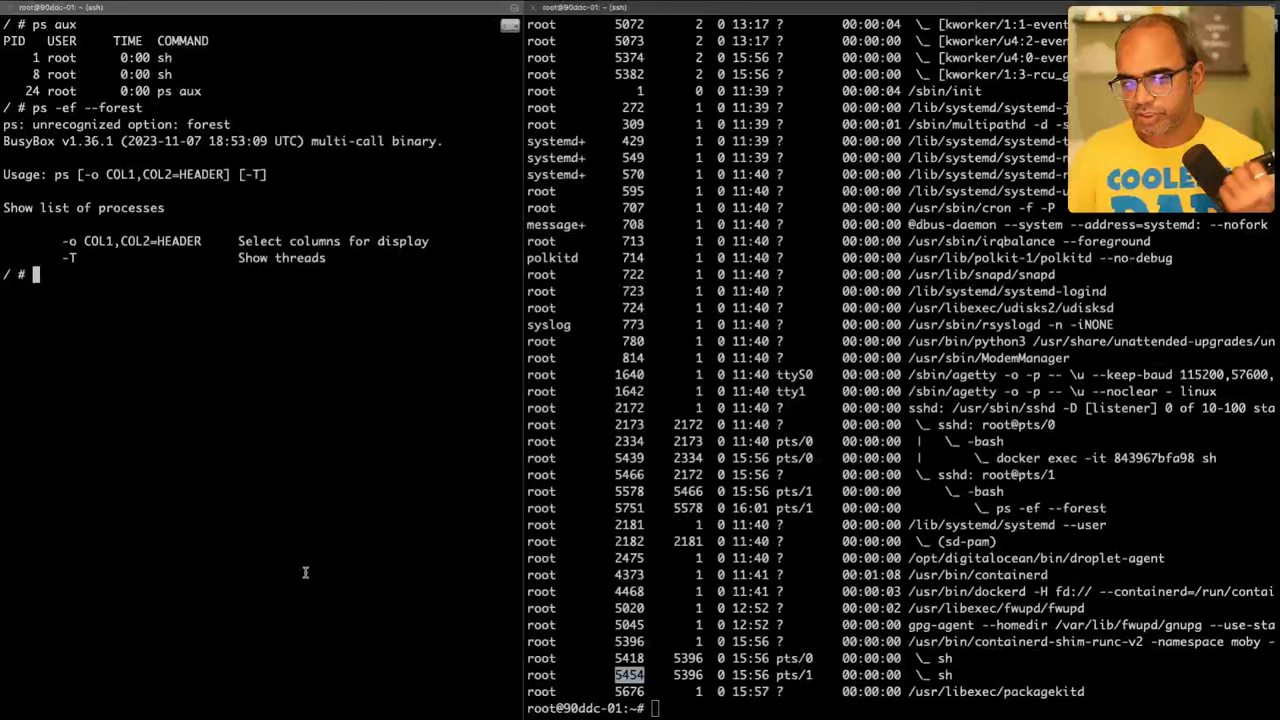 root@90ddc-01: ~ (ssh)
/ # ps aux
PID   USER     TIME  COMMAND
    1 root      0:00 sh
    8 root      0:00 sh
   24 root      0:00 ps aux
/ # ps -ef --forest
ps: unrecognized option: forest
BusyBox v1.36.1 (2023-11-07 18:53:09 UTC) multi-call binary.
Usage: ps [-o COL1,COL2=HEADER] [-T]
Show list of processes
        -o COL1,COL2=HEADER     Select columns for display
        -T                      Show threads
/ #
root@90ddc-01:~ (ssh)
root        5072       2  0 13:17 ?        00:00:04  \_ [kworker/1:1-event
root        5073       2  0 13:17 ?        00:00:00  \_ [kworker/u4:2-ev
root        5374       2  0 15:56 ?        00:00:00  \_ [kworker/u4:0-ev
root        5382       2  0 15:56 ?        00:00:00  \_ [kworker/1:3-rcu_g
root           1       0  0 11:39 ?        00:00:04 /sbin/init
root         272       1  0 11:39 ?        00:00:00 /lib/systemd/systemd-j
root         309       1  0 11:39 ?        00:00:01 /sbin/multipathd -d -s
systemd+     429       1  0 11:39 ?        00:00:00 /lib/systemd/systemd-t
systemd+     549       1  0 11:39 ?        00:00:00 /lib/systemd/systemd-n
systemd+     570       1  0 11:40 ?        00:00:00 /lib/systemd/systemd-r
root         595       1  0 11:40 ?        00:00:00 /lib/systemd/systemd-u
root         707       1  0 11:40 ?        00:00:00 /usr/sbin/cron -f -P
message+     708       1  0 11:40 ?        00:00:00 @dbus-daemon --system --address=systemd: --nofork
root         713       1  0 11:40 ?        00:00:00 /usr/sbin/irqbalance --foreground
polkitd      714       1  0 11:40 ?        00:00:00 /usr/lib/polkit-1/polkitd --no-debug
root         722       1  0 11:40 ?        00:00:00 /usr/lib/snapd/snapd
root         723       1  0 11:40 ?        00:00:00 /lib/systemd/systemd-logind
root         724       1  0 11:40 ?        00:00:00 /usr/libexec/udisks2/udisksd
syslog       773       1  0 11:40 ?        00:00:00 /usr/sbin/rsyslogd -n -iNONE
root         780       1  0 11:40 ?        00:00:00 /usr/bin/python3 /usr/share/unattended-upgrades/un
root         814       1  0 11:40 ?        00:00:00 /usr/sbin/ModemManager
root        1640       1  0 11:40 ttyS0    00:00:00 /sbin/agetty -o -p -- \u --keep-baud 115200,57600,
root        1642       1  0 11:40 tty1     00:00:00 /sbin/agetty -o -p -- \u --noclear - linux
root        2172       1  0 11:40 ?        00:00:00 sshd: /usr/sbin/sshd -D [listener] 0 of 10-100 sta
root        2173    2172  0 11:40 ?        00:00:00  \_ sshd: root@pts/0
root        2334    2173  0 11:40 pts/0    00:00:00  |   \_ -bash
root        5439    2334  0 15:56 pts/0    00:00:00  |       \_ docker exec -it 843967bfa98 sh
root        5466    2172  0 15:56 ?        00:00:00  \_ sshd: root@pts/1
root        5578    5466  0 15:56 pts/1    00:00:00      \_ -bash
root        5751    5578  0 16:01 pts/1    00:00:00          \_ ps -ef --forest
root        2181       1  0 11:40 ?        00:00:00 /lib/systemd/systemd --user
root        2182    2181  0 11:40 ?        00:00:00  \_ (sd-pam)
root        2475       1  0 11:40 ?        00:00:00 /opt/digitalocean/bin/droplet-agent
root        4373       1  0 11:41 ?        00:01:08 /usr/bin/containerd
root        4468       1  0 11:41 ?        00:00:03 /usr/bin/dockerd -H fd:// --containerd=/run/contai
root        5020       1  0 12:52 ?        00:00:02 /usr/libexec/fwupd/fwupd
root        5045       1  0 12:52 ?        00:00:00 gpg-agent --homedir /var/lib/fwupd/gnupg --use-sta
root        5396       1  0 15:56 ?        00:00:00 /usr/bin/containerd-shim-runc-v2 -namespace moby -
root        5418    5396  0 15:56 pts/0    00:00:00  \_ sh
root        5454    5396  0 15:56 pts/1    00:00:00  \_ sh
root        5676       1  0 15:57 ?        00:00:00 /usr/libexec/packagekitd
root@90ddc-01:~#